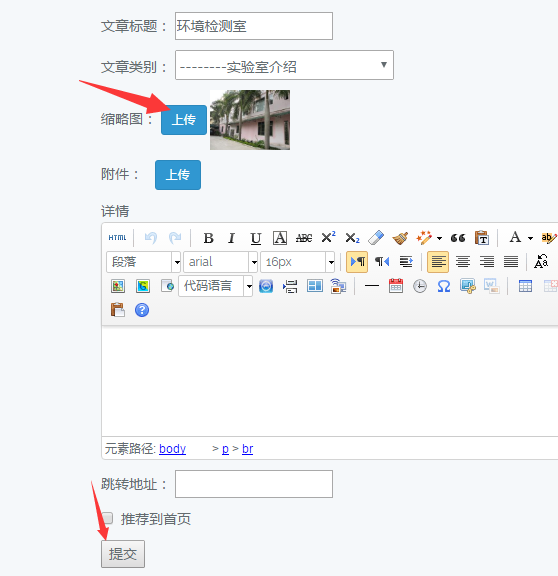 文章标题： 环境检测室
文章类别： --------实验室介绍
缩略图： 上传
附件： 上传
详情
HTML B I U A ABC X² X₂ A ab
段落 arial 16px
代码语言
元素路径: body > p > br
跳转地址：
推荐到首页
提交